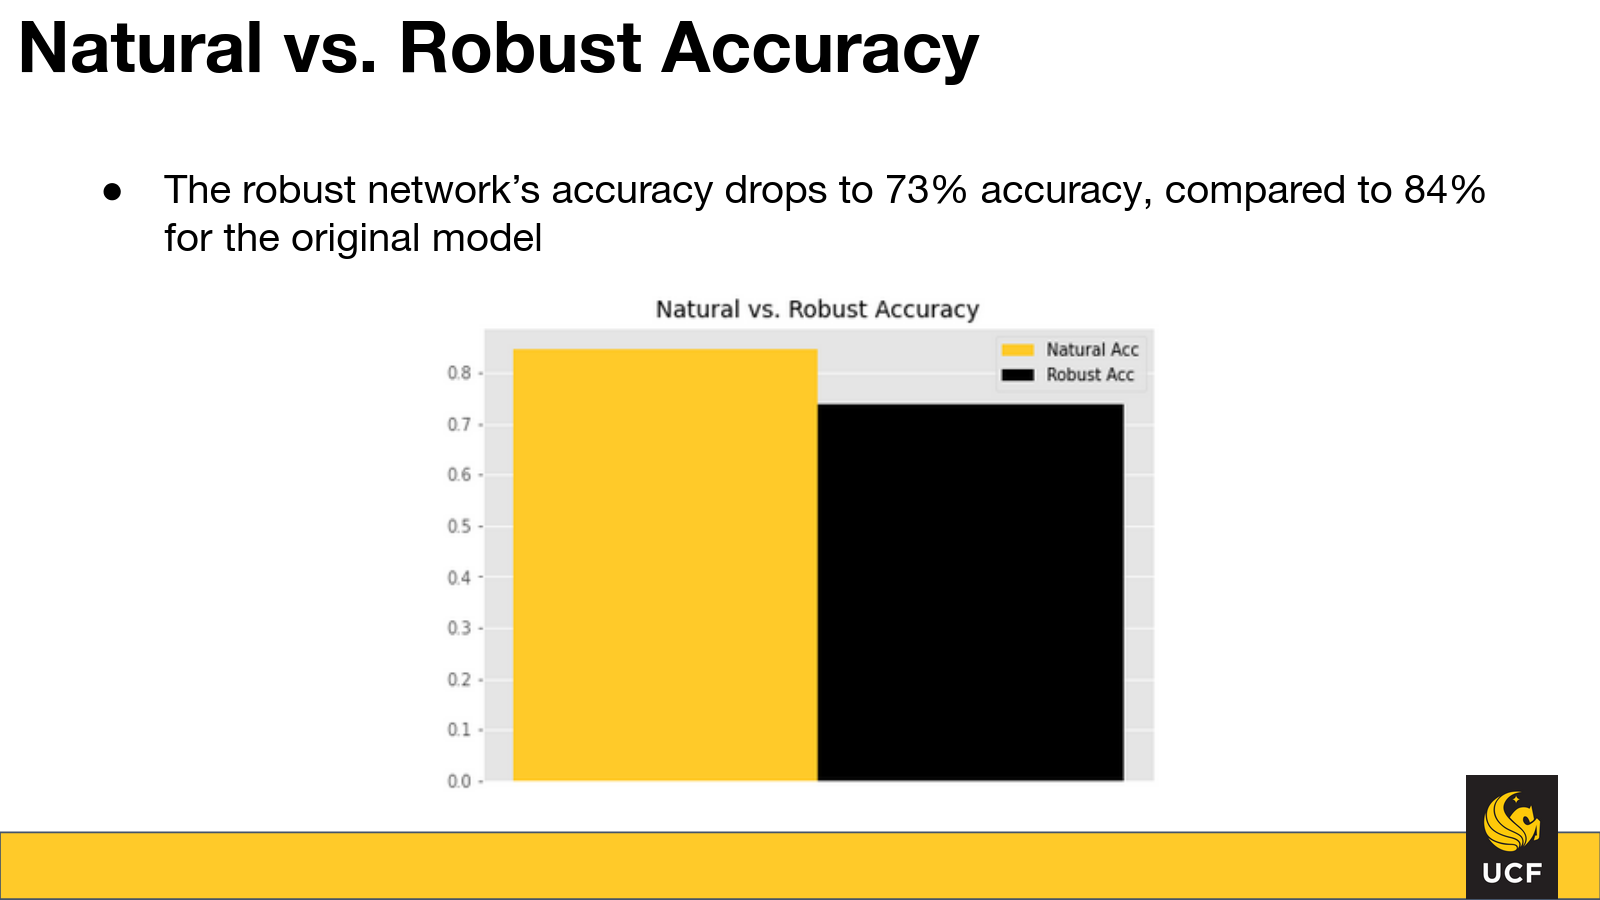 Natural vs. Robust Accuracy
● The robust network’s accuracy drops to 73% accuracy, compared to 84%
for the original model
Natural vs. Robust Accuracy
Natural Acc
Robust Acc
0.8
0.7
0.6
0.5
0.4
0.3
0.2
0.1
0.0
UCF